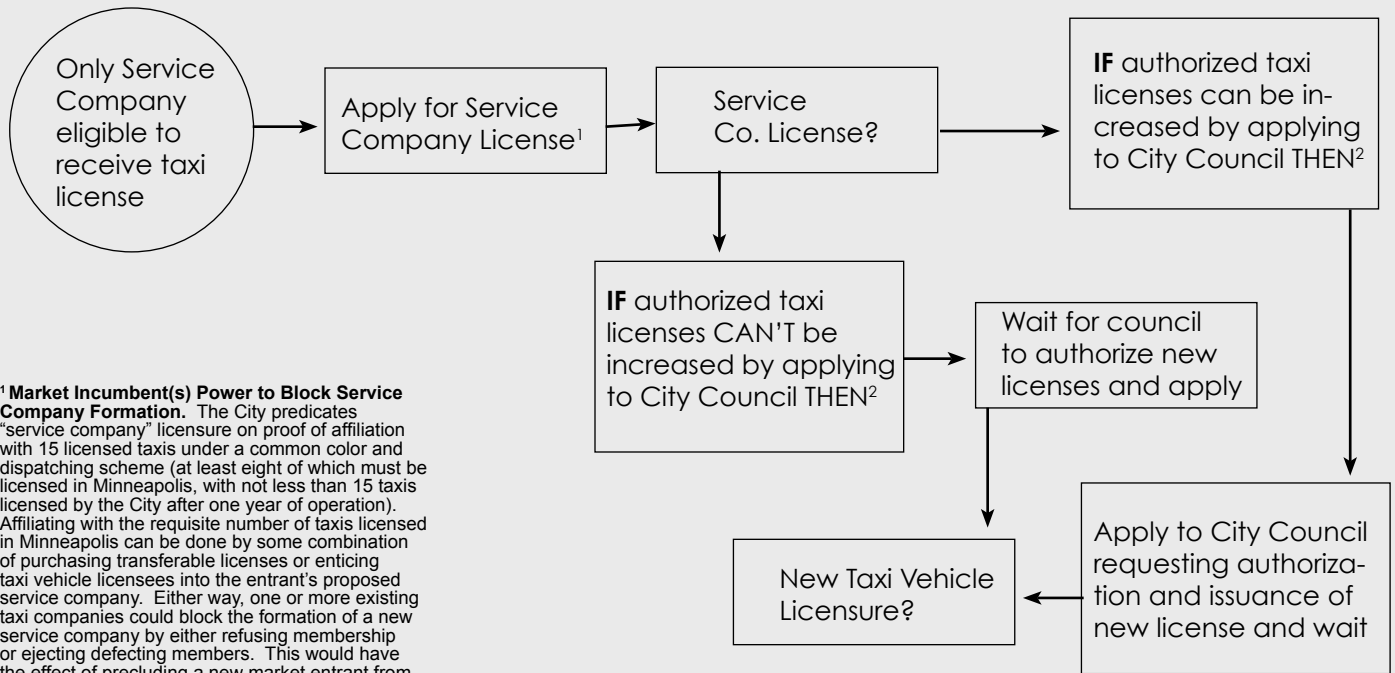 Only Service
Company
eligible to
receive taxi
license
Apply for Service
Company License¹
Service
Co. License?
IF authorized taxi
licenses can be in-
creased by applying
to City Council THEN²
IF authorized taxi
licenses CAN'T be
increased by applying
to City Council THEN²
Wait for council
to authorize new
licenses and apply
New Taxi Vehicle
Licensure?
Apply to City Council
requesting authoriza-
tion and issuance of
new license and wait
¹ Market Incumbent(s) Power to Block Service
Company Formation. The City predicates
“service company” licensure on proof of affiliation
with 15 licensed taxis under a common color and
dispatching scheme (at least eight of which must be
licensed in Minneapolis, with not less than 15 taxis
licensed by the City after one year of operation).
Affiliating with the requisite number of taxis licensed
in Minneapolis can be done by some combination
of purchasing transferable licenses or enticing
taxi vehicle licensees into the entrant’s proposed
service company. Either way, one or more existing
taxi companies could block the formation of a new
service company by either refusing membership
or ejecting defecting members. This would have
the effect of precluding a new market entrant from